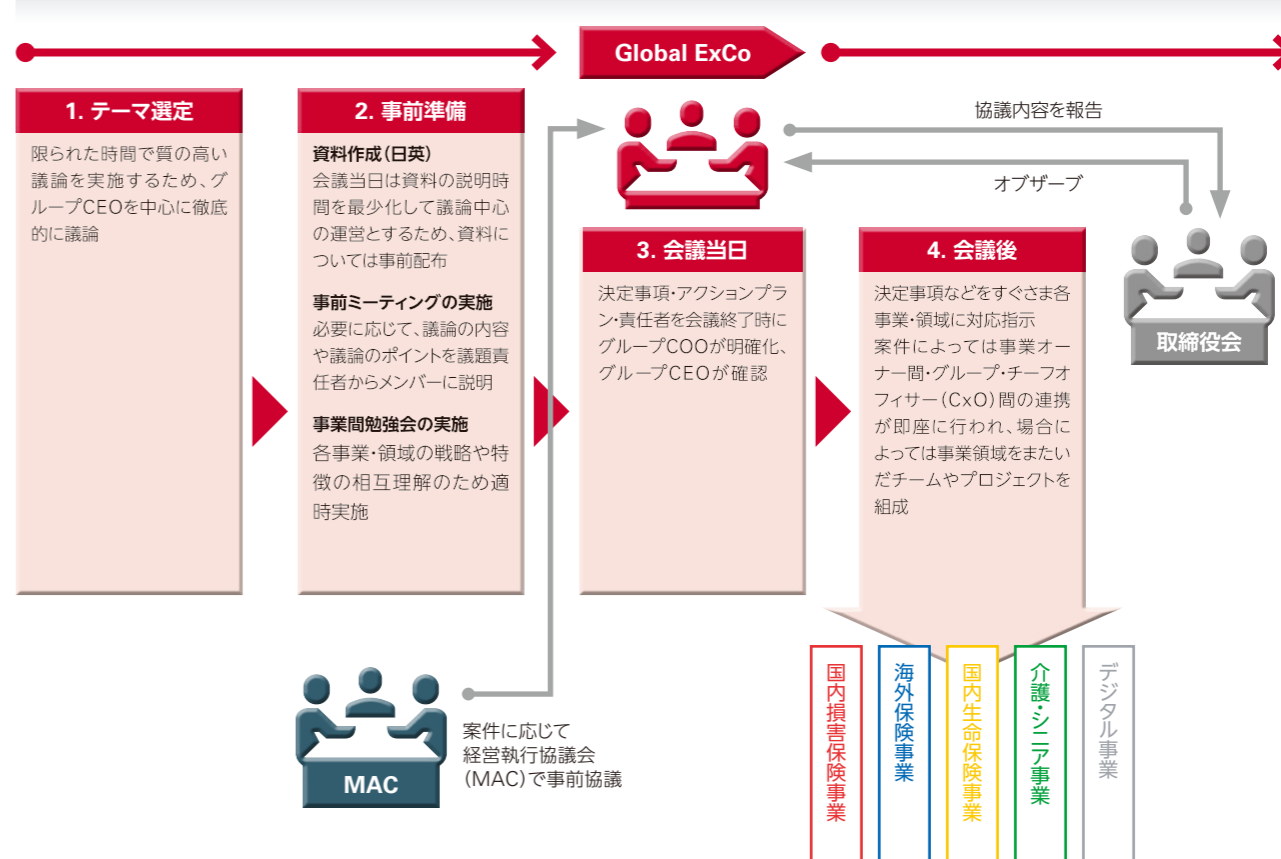 Global ExCo
1. テーマ選定
限られた時間で質の高い
議論を実施するため、グ
ループCEOを中心に徹底
的に議論
2. 事前準備
資料作成（日英）
会議当日は資料の説明時
間を最少化して議論中心
の運営とするため、資料に
ついては事前配布
事前ミーティングの実施
必要に応じて、議論の内容
や議論のポイントを議題責
任者からメンバーに説明
事業間勉強会の実施
各事業・領域の戦略や特
徴の相互理解のため適
時実施
協議内容を報告
オブザーブ
3. 会議当日
決定事項・アクションプラ
ン・責任者を会議終了時に
グループCOOが明確化、
グループCEOが確認
4. 会議後
決定事項などをすぐさま各
事業・領域に対応指示
案件によっては事業オー
ナー間・グループ・チーフオ
フィサー（CxO）間の連携
が即座に行われ、場合に
よっては事業領域をまたい
だチームやプロジェクトを
組成
取締役会
MAC
案件に応じて
経営執行協議会
（MAC）で事前協議
国内損害保険事業
海外保険事業
国内生命保険事業
介護・シニア事業
デジタル事業